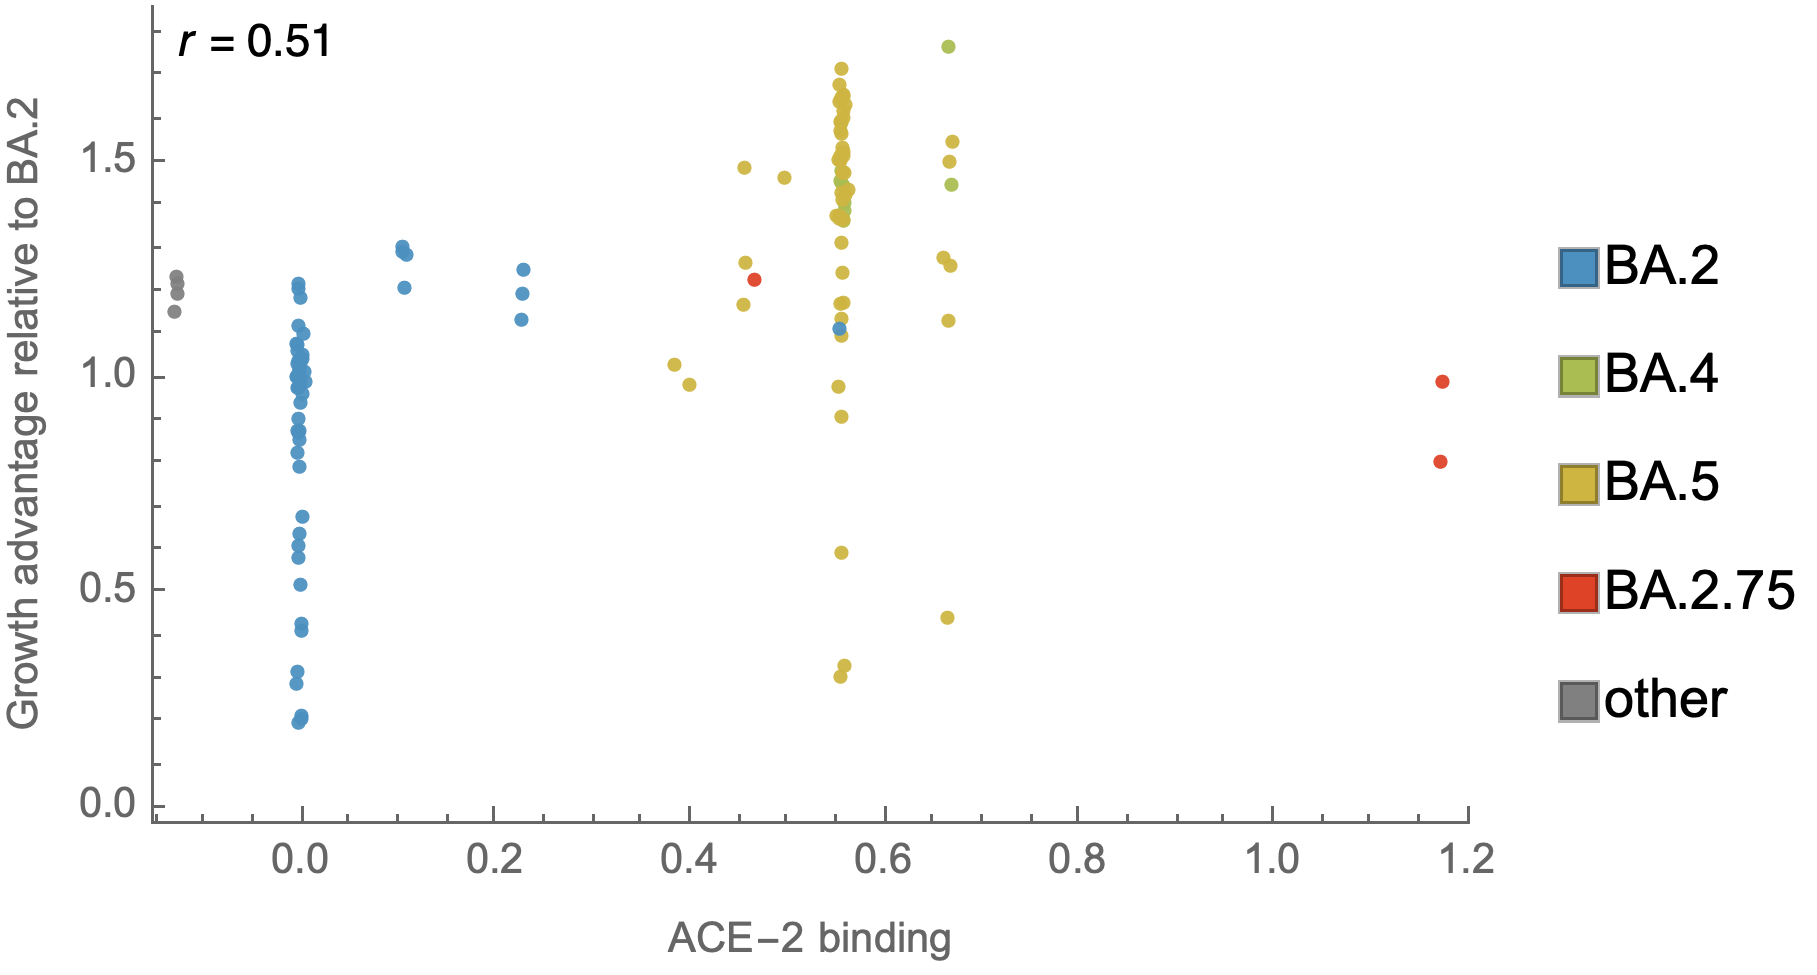 r = 0.51
Growth advantage relative to BA.2
1.5
1.0
0.5
0.0
0.0 0.2 0.4 0.6 0.8 1.0 1.2
ACE−2 binding
BA.2
BA.4
BA.5
BA.2.75
other